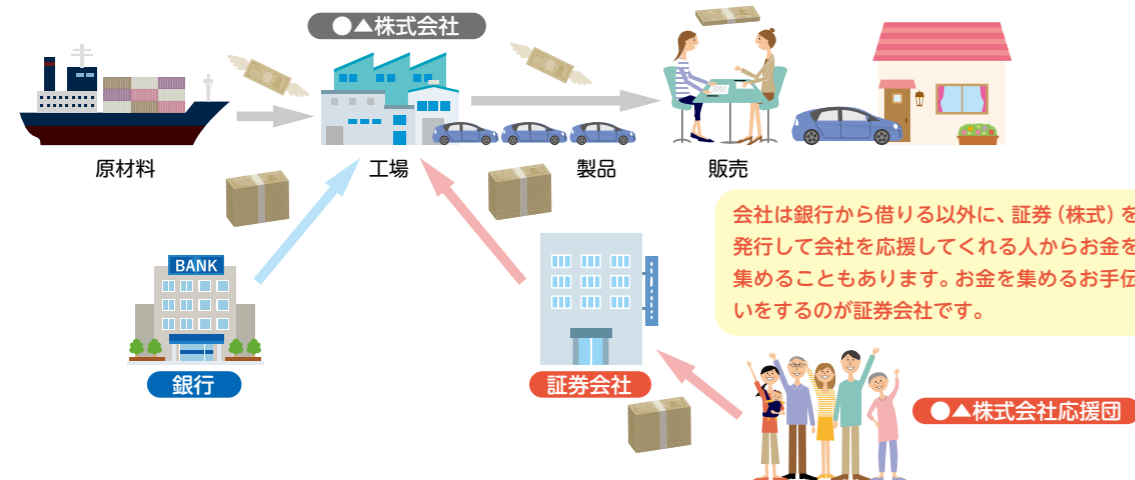 ●▲株式会社
原材料
工場
製品
販売
会社は銀行から借りる以外に、証券（株式）を
発行して会社を応援してくれる人からお金を
集めることもあります。お金を集めるお手伝
いをするのが証券会社です。
BANK
銀行
証券会社
●▲株式会社応援団